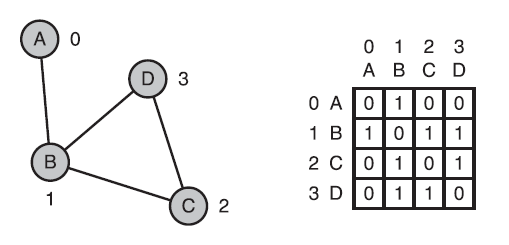 A 0
D 3
B
1
C 2
0 1 2 3
A B C D
0 A 0 1 0 0
1 B 1 0 1 1
2 C 0 1 0 1
3 D 0 1 1 0